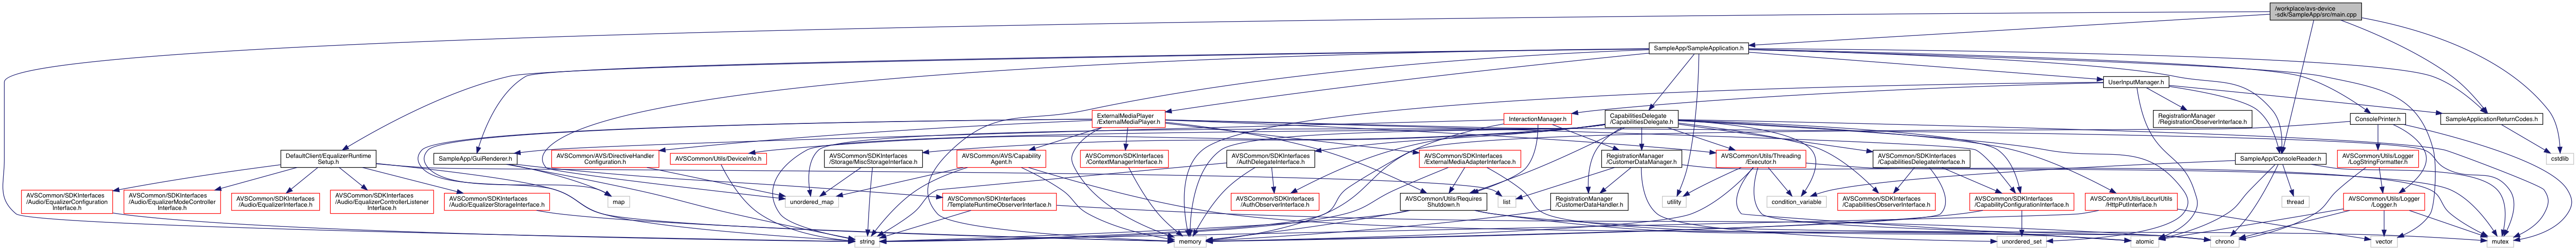 /workplace/avs-device
-sdk/SampleApp/src/main.cpp
SampleApp/SampleApplication.h
UserInputManager.h
ExternalMediaPlayer
/ExternalMediaPlayer.h
InteractionManager.h
CapabilitiesDelegate
/CapabilitiesDelegate.h
RegistrationManager
/RegistrationObserverInterface.h
ConsolePrinter.h
SampleApplicationReturnCodes.h
DefaultClient/EqualizerRuntime
Setup.h
SampleApp/GuiRenderer.h
AVSCommon/AVS/DirectiveHandler
Configuration.h
AVSCommon/Utils/DeviceInfo.h
AVSCommon/SDKInterfaces
/Storage/MiscStorageInterface.h
AVSCommon/AVS/Capability
Agent.h
AVSCommon/SDKInterfaces
/ContextManagerInterface.h
AVSCommon/SDKInterfaces
/AuthDelegateInterface.h
AVSCommon/SDKInterfaces
/ExternalMediaAdapterInterface.h
RegistrationManager
/CustomerDataManager.h
AVSCommon/Utils/Threading
/Executor.h
AVSCommon/SDKInterfaces
/CapabilitiesDelegateInterface.h
SampleApp/ConsoleReader.h
AVSCommon/Utils/Logger
/LogStringFormatter.h
cstdlib
AVSCommon/SDKInterfaces
/Audio/EqualizerConfiguration
Interface.h
AVSCommon/SDKInterfaces
/Audio/EqualizerModeController
Interface.h
AVSCommon/SDKInterfaces
/Audio/EqualizerInterface.h
AVSCommon/SDKInterfaces
/Audio/EqualizerControllerListener
Interface.h
AVSCommon/SDKInterfaces
/Audio/EqualizerStorageInterface.h
map
unordered_map
AVSCommon/SDKInterfaces
/TemplateRuntimeObserverInterface.h
AVSCommon/SDKInterfaces
/AuthObserverInterface.h
AVSCommon/Utils/Requires
Shutdown.h
list
RegistrationManager
/CustomerDataHandler.h
utility
condition_variable
AVSCommon/SDKInterfaces
/CapabilitiesObserverInterface.h
AVSCommon/SDKInterfaces
/CapabilityConfigurationInterface.h
AVSCommon/Utils/LibcurlUtils
/HttpPutInterface.h
thread
AVSCommon/Utils/Logger
/Logger.h
string
memory
unordered_set
atomic
chrono
vector
mutex